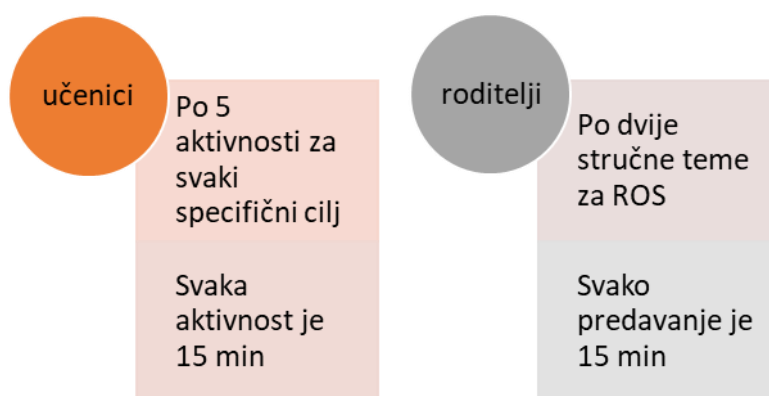 učenici
Po 5
aktivnosti za
svaki
specifični cilj
Svaka
aktivnost je
15 min
roditelji
Po dvije
stručne teme
za ROS
Svako
predavanje je
15 min